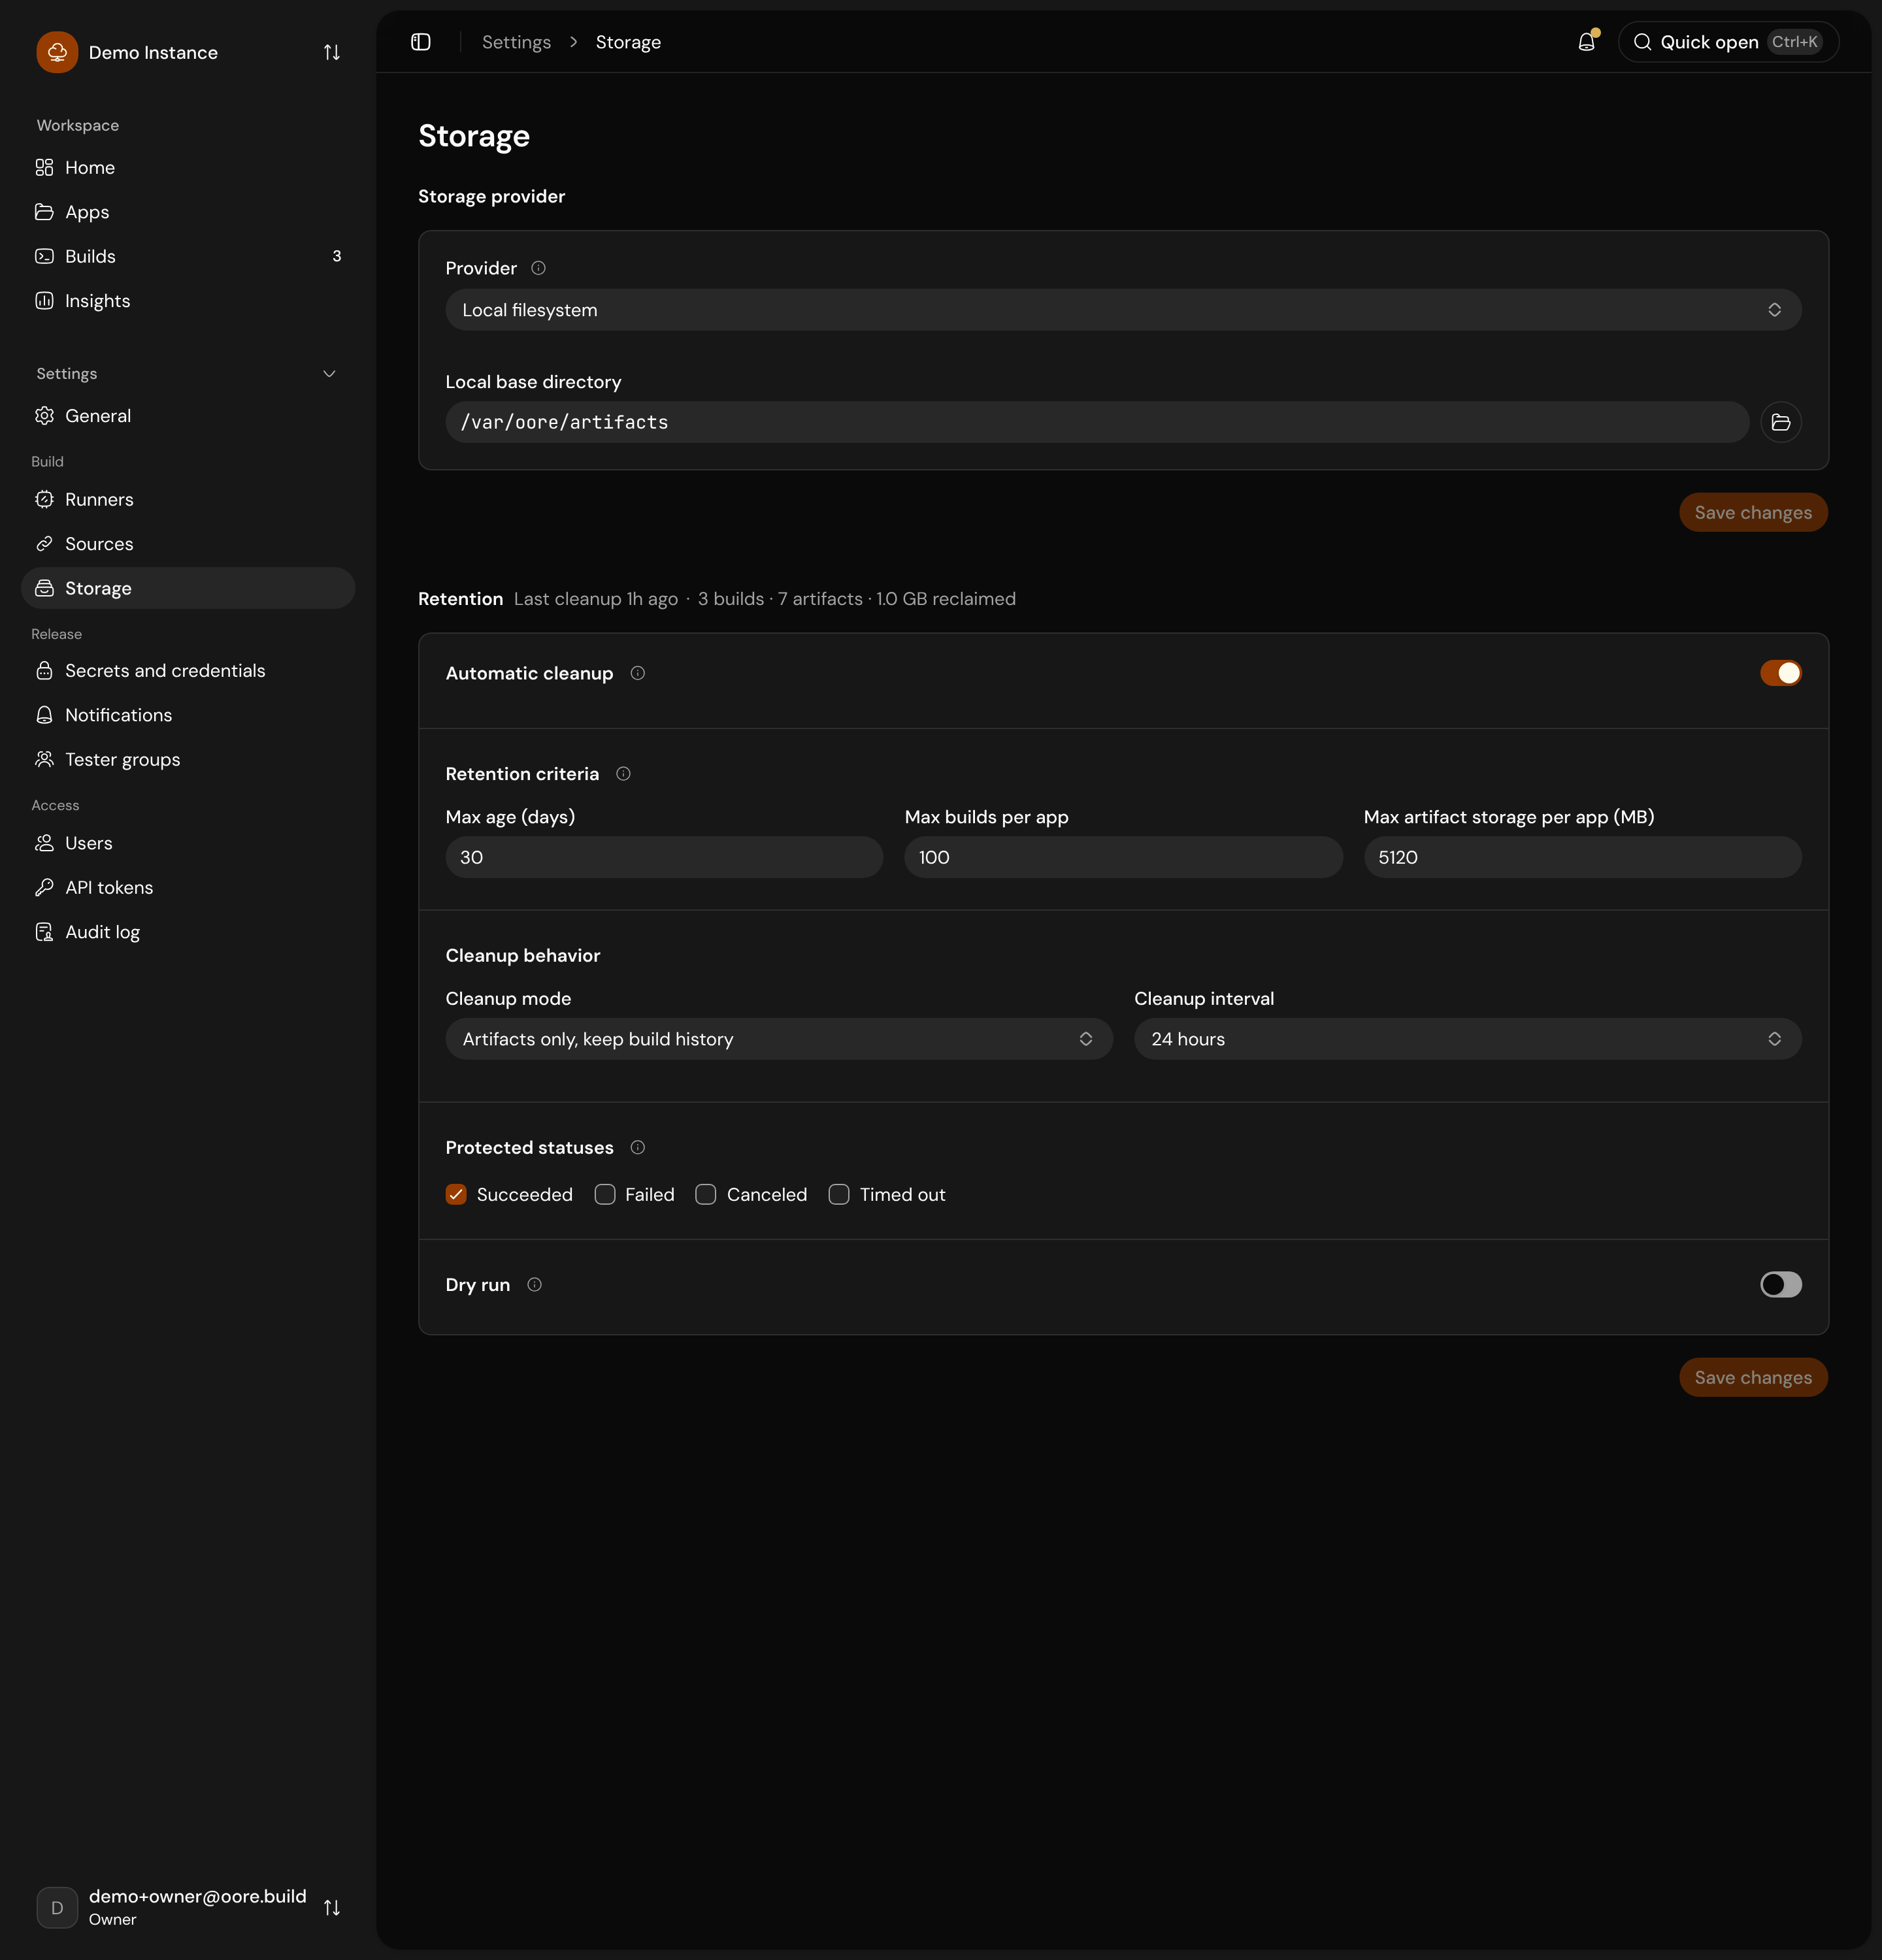 Demo Instance
Workspace
Home
Apps
Builds 3
Insights
Settings
General
Build
Runners
Sources
Storage
Release
Secrets and credentials
Notifications
Tester groups
Access
Users
API tokens
Audit log
D
demo+owner@oore.build
Owner
Settings > Storage
Quick open Ctrl+K
Storage
Storage provider
Provider
Local filesystem
Local base directory
/var/oore/artifacts
Save changes
Retention Last cleanup 1h ago · 3 builds · 7 artifacts · 1.0 GB reclaimed
Automatic cleanup
Retention criteria
Max age (days) Max builds per app Max artifact storage per app (MB)
30 100 5120
Cleanup behavior
Cleanup mode Cleanup interval
Artifacts only, keep build history 24 hours
Protected statuses
Succeeded Failed Canceled Timed out
Dry run
Save changes